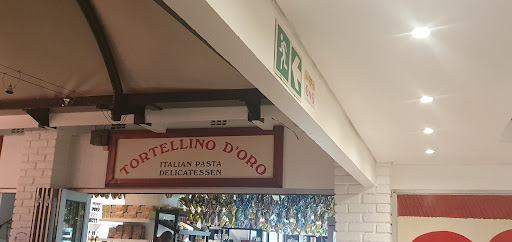 TORTELLINO D'ORO
ITALIAN PASTA
DELICATESSEN